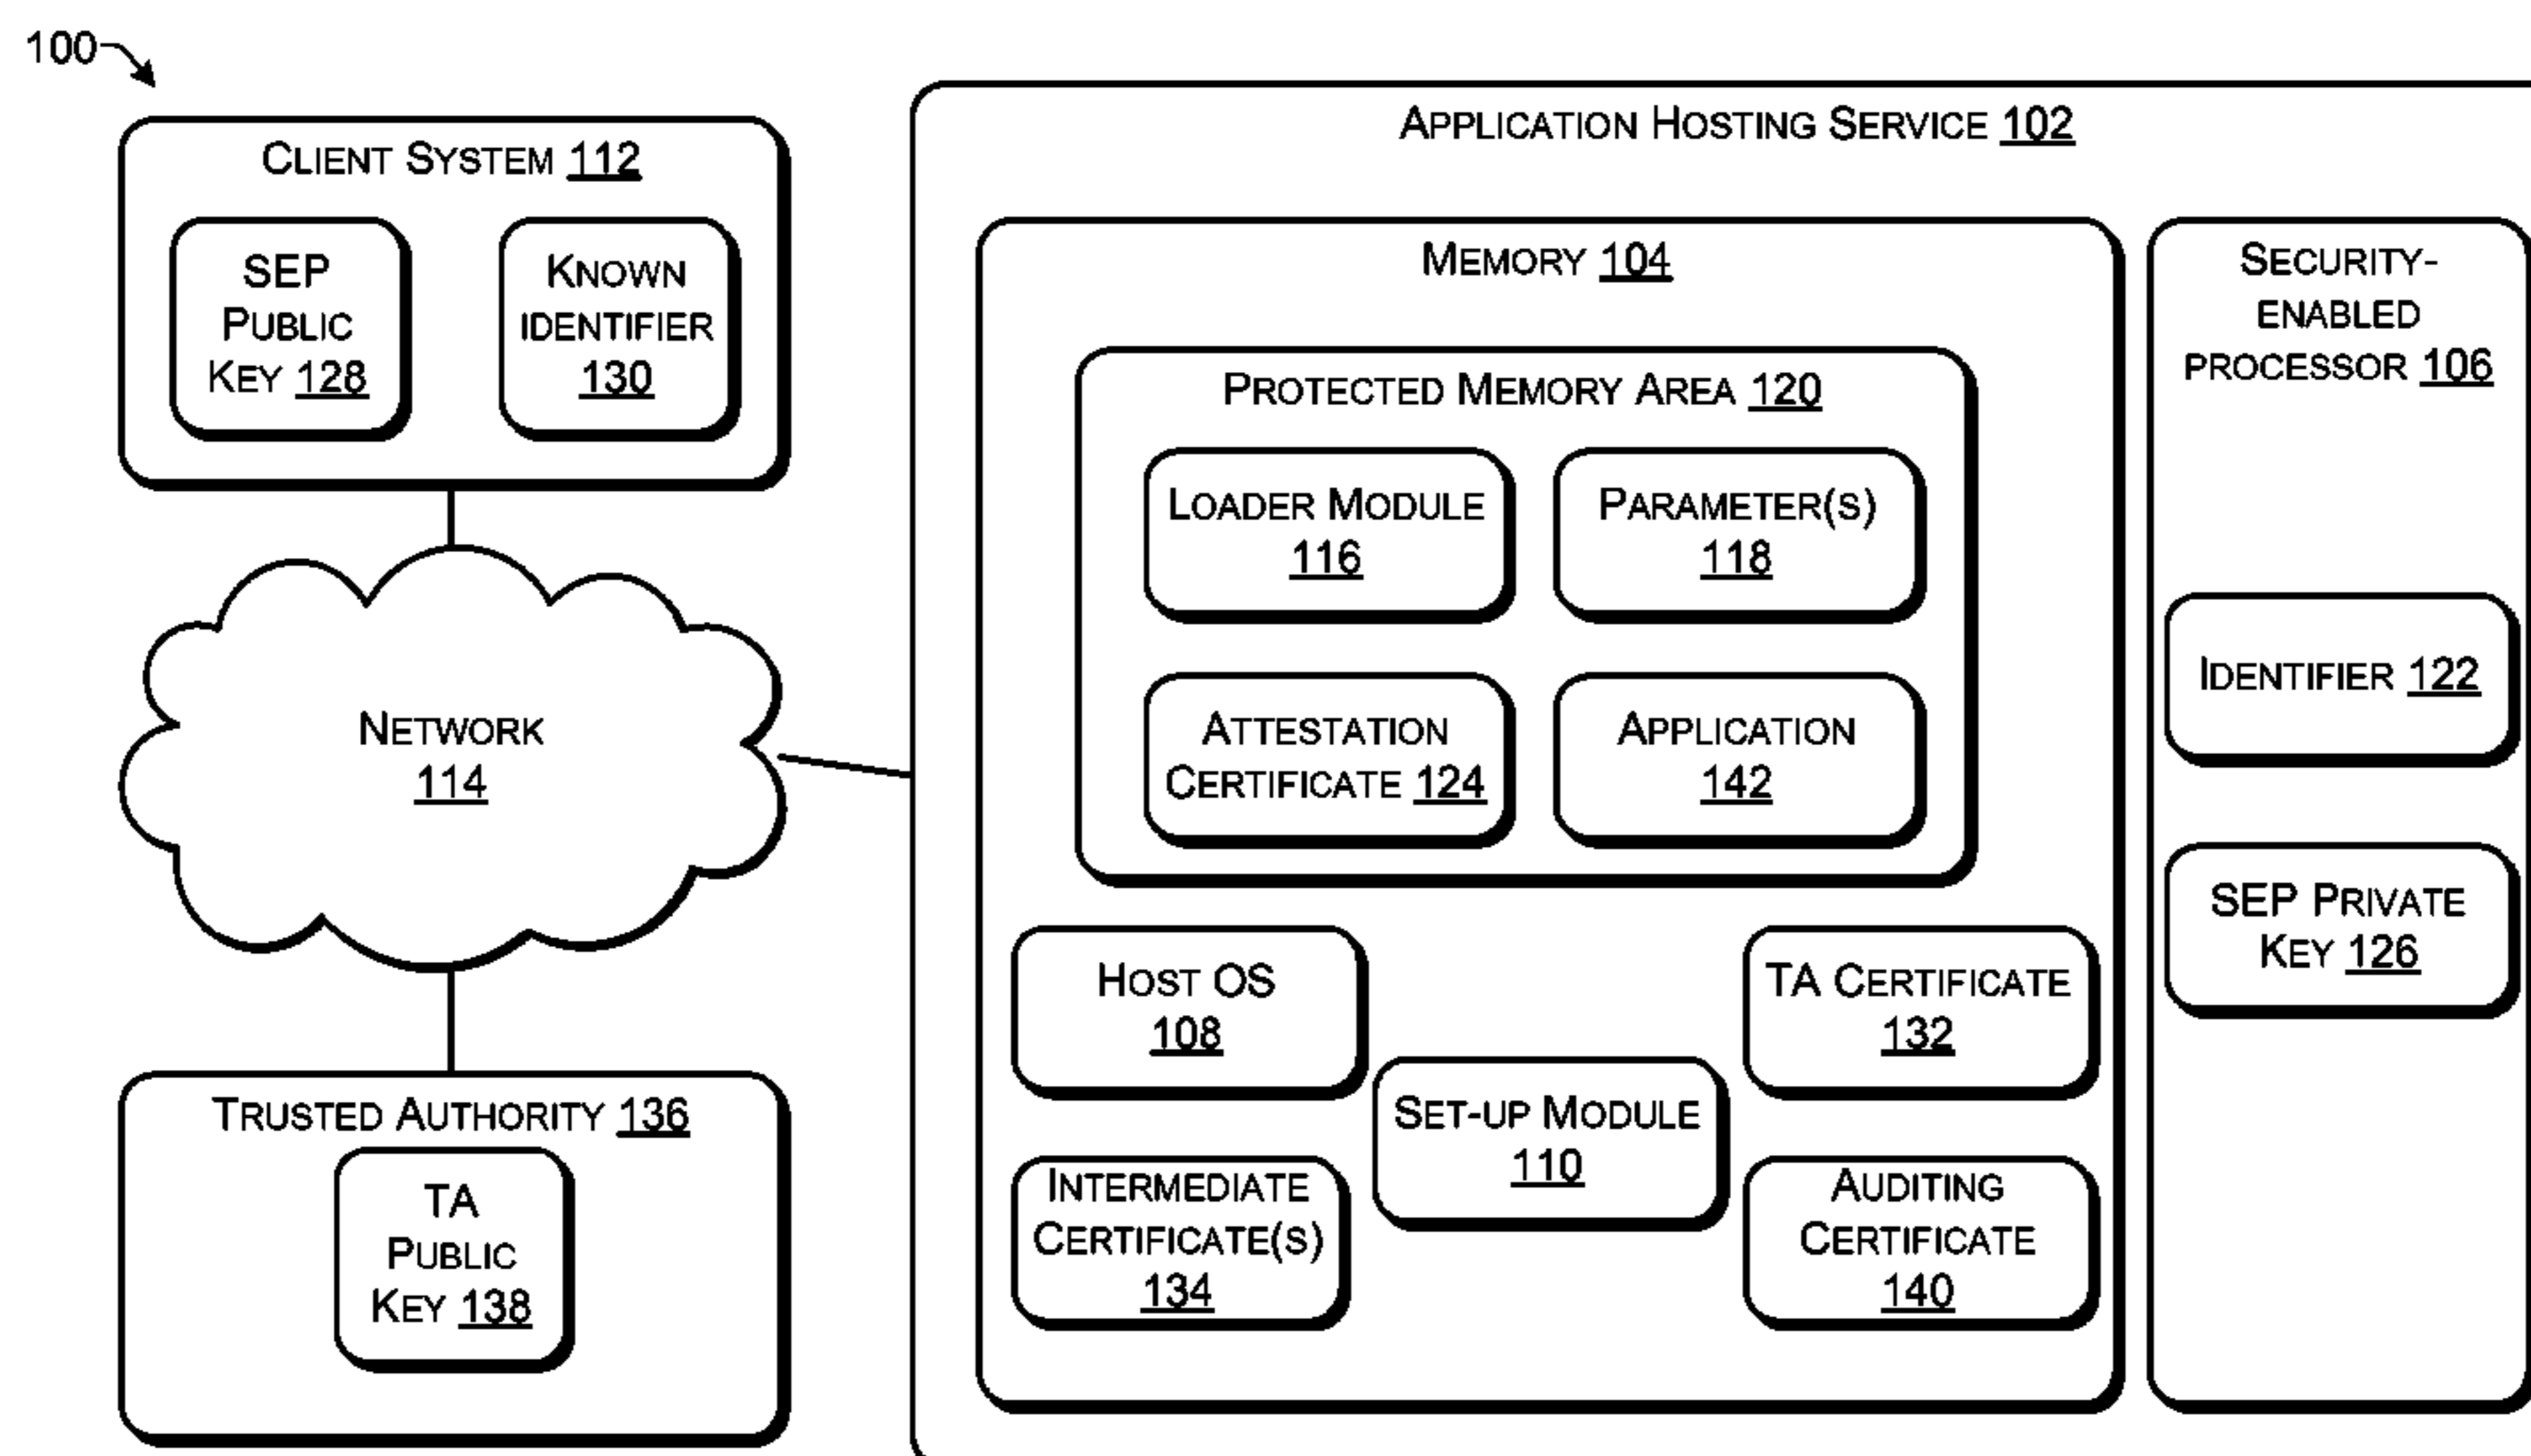 100
CLIENT SYSTEM 112
SEP
PUBLIC
KEY 128
KNOWN
IDENTIFIER
130
NETWORK
114
TRUSTED AUTHORITY 136
TA
PUBLIC
KEY 138
APPLICATION HOSTING SERVICE 102
MEMORY 104
PROTECTED MEMORY AREA 120
LOADER MODULE
116
PARAMETER(S)
118
ATTESTATION
CERTIFICATE 124
APPLICATION
142
HOST OS
108
TA CERTIFICATE
132
SET-UP MODULE
110
INTERMEDIATE
CERTIFICATE(S)
134
AUDITING
CERTIFICATE
140
SECURITY-
ENABLED
PROCESSOR 106
IDENTIFIER 122
SEP PRIVATE
KEY 126